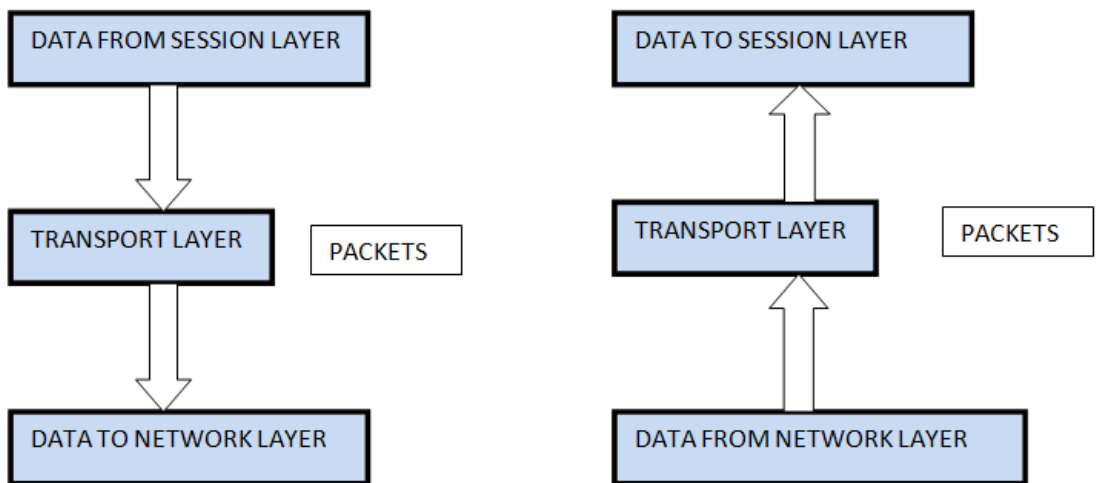 DATA FROM SESSION LAYER
DATA TO SESSION LAYER
TRANSPORT LAYER
PACKETS
TRANSPORT LAYER
PACKETS
DATA TO NETWORK LAYER
DATA FROM NETWORK LAYER